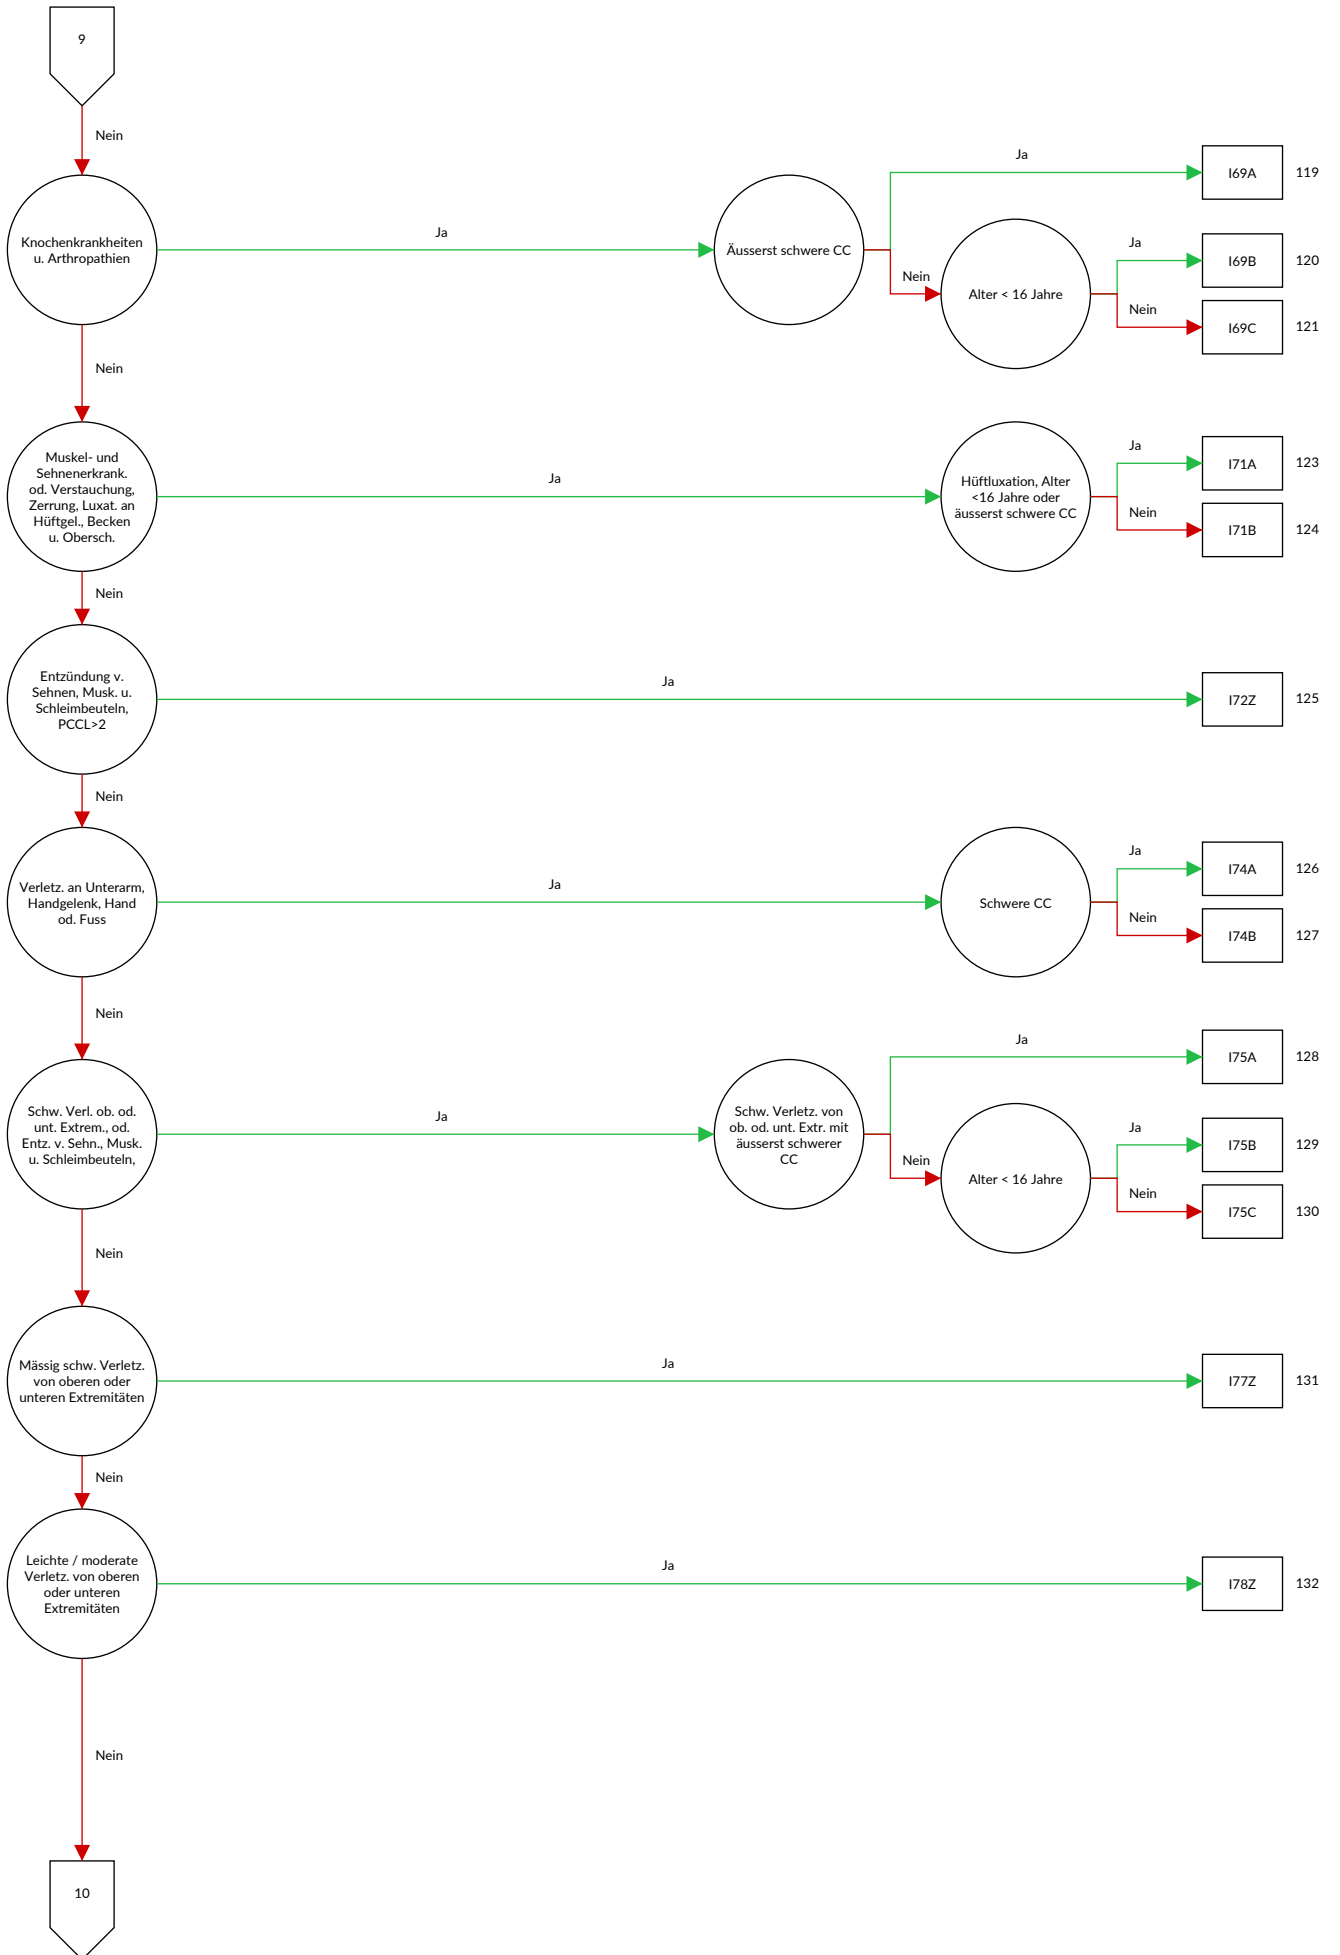 9
Nein
Ja
I69A
119
Knochenkrankheiten
u. Arthropathien
Ja
Äusserst schwere CC
Nein
Alter < 16 Jahre
Ja
I69B
120
Nein
I69C
121
Nein
Muskel- und
Sehnenerkrank.
od. Verstauchung,
Zerrung, Luxat. an
Hüftgel., Becken
u. Obersch.
Ja
Hüftluxation, Alter
<16 Jahre oder
äusserst schwere CC
Ja
I71A
123
Nein
I71B
124
Nein
Entzündung v.
Sehnen, Musk. u.
Schleimbeuteln,
PCCL>2
Ja
I72Z
125
Nein
Verletz. an Unterarm,
Handgelenk, Hand
od. Fuss
Ja
Schwere CC
Ja
I74A
126
Nein
I74B
127
Nein
Schw. Verl. ob. od.
unt. Extrem., od.
Entz. v. Sehn., Musk.
u. Schleimbeuteln,
Ja
Schw. Verletz. von
ob. od. unt. Extr. mit
äusserst schwerer
CC
Ja
I75A
128
Nein
Alter < 16 Jahre
Ja
I75B
129
Nein
I75C
130
Nein
Mässig schw. Verletz.
von oberen oder
unteren Extremitäten
Ja
I77Z
131
Nein
Leichte / moderate
Verletz. von oberen
oder unteren
Extremitäten
Ja
I78Z
132
Nein
10